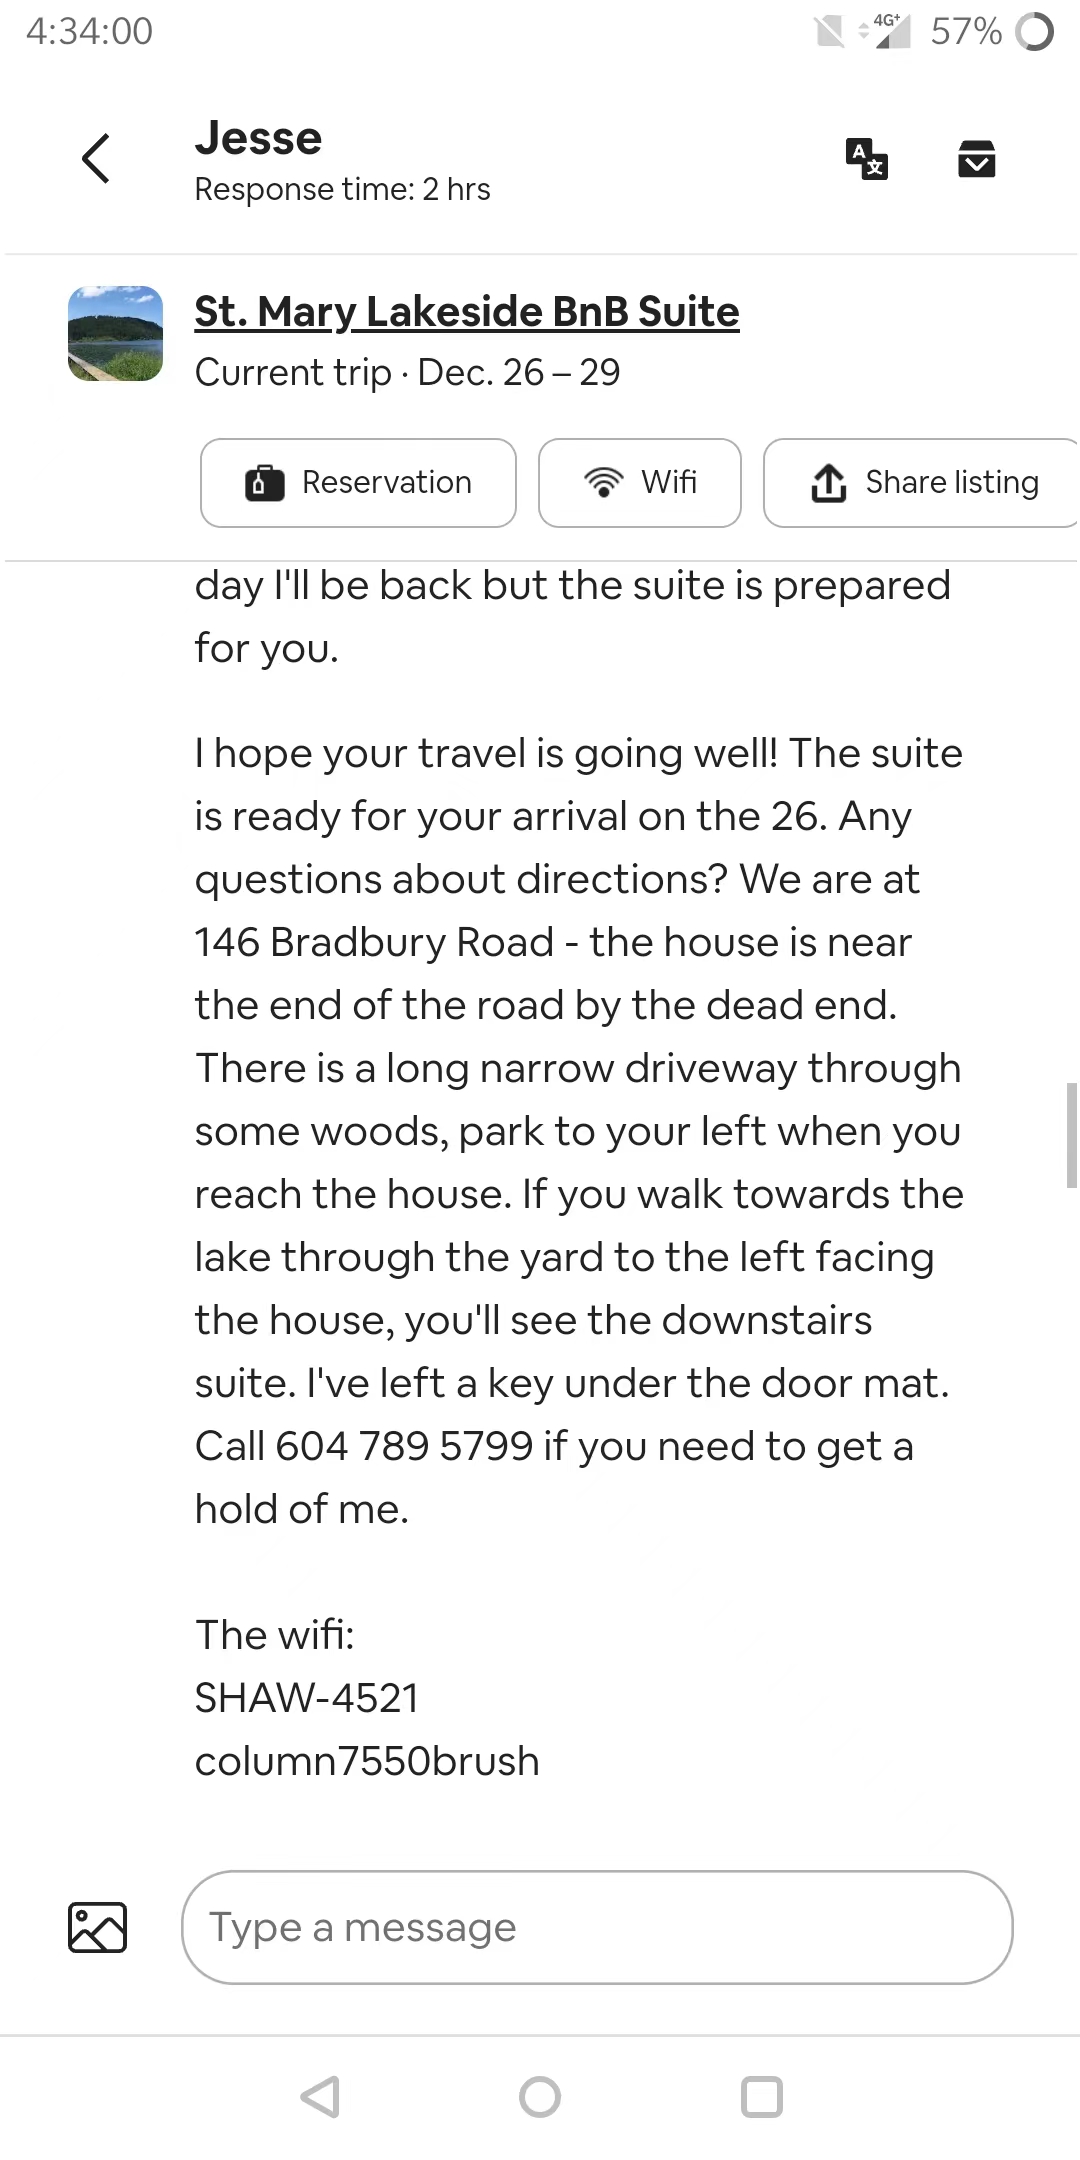 4:34:00
4G+ 57%
Jesse
A 文
Response time: 2 hrs
St. Mary Lakeside BnB Suite
Current trip · Dec. 26 – 29
Reservation Wifi Share listing
day I'll be back but the suite is prepared
for you.
I hope your travel is going well! The suite
is ready for your arrival on the 26. Any
questions about directions? We are at
146 Bradbury Road - the house is near
the end of the road by the dead end.
There is a long narrow driveway through
some woods, park to your left when you
reach the house. If you walk towards the
lake through the yard to the left facing
the house, you'll see the downstairs
suite. I've left a key under the door mat.
Call 604 789 5799 if you need to get a
hold of me.
The wifi:
SHAW-4521
column7550brush
Type a message